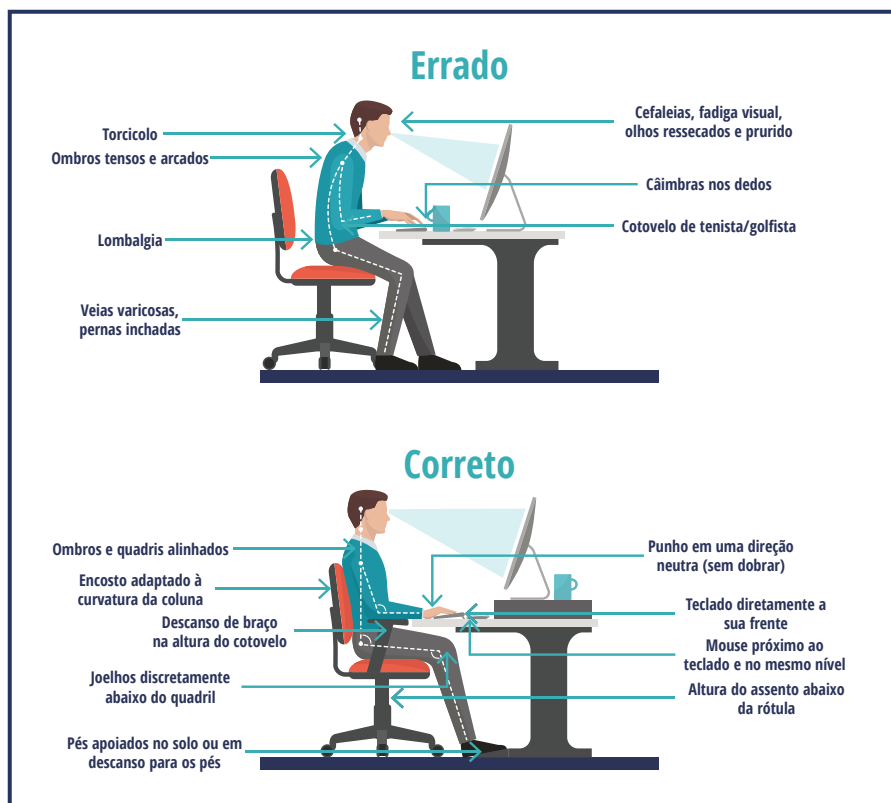 Errado
Torcicolo
Ombros tensos e arcados
Lombalgia
Veias varicosas,
pernas inchadas
Cefaleias, fadiga visual,
olhos ressecados e prurido
Câimbras nos dedos
Cotovelo de tenista/golfista
Correto
Ombros e quadris alinhados
Encosto adaptado à
curvatura da coluna
Descanso de braço
na altura do cotovelo
Joelhos discretamente
abaixo do quadril
Pés apoiados no solo ou em
descanso para os pés
Punho em uma direção
neutra (sem dobrar)
Teclado diretamente a
sua frente
Mouse próximo ao
teclado e no mesmo nível
Altura do assento abaixo
da rótula